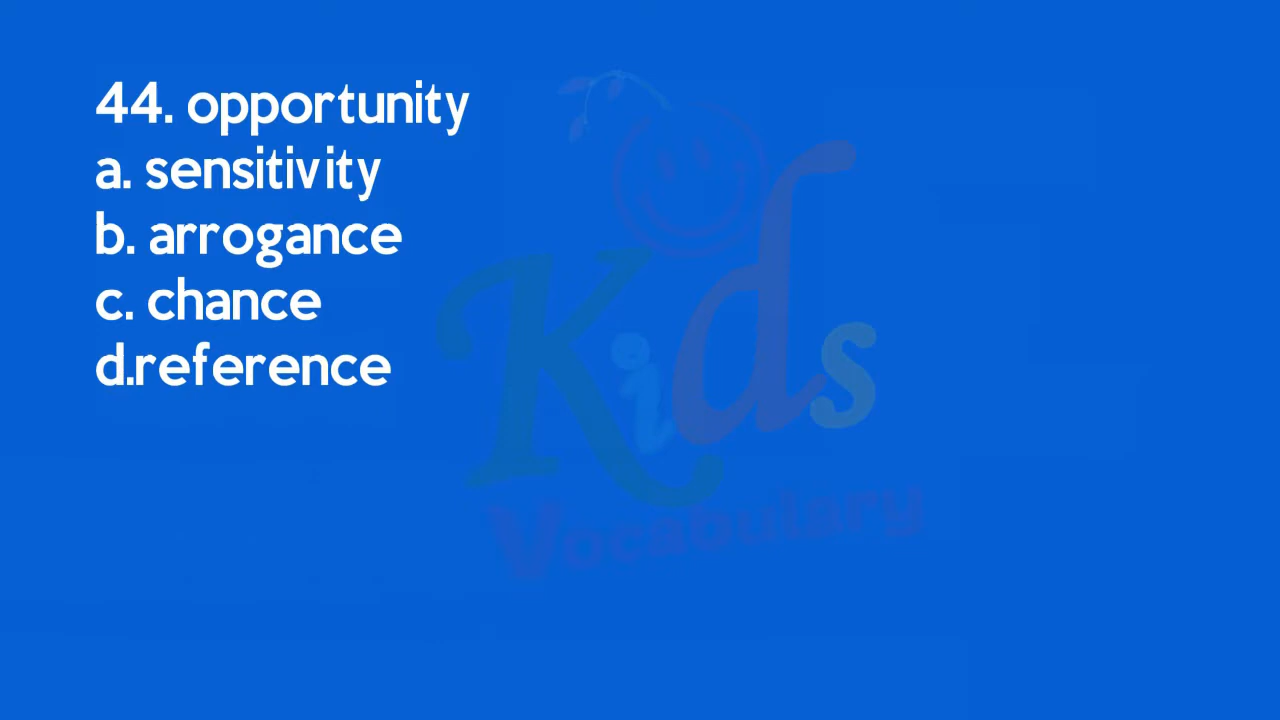 44. opportunity
a. sensitivity
b. arrogance
c. chance
d.reference
Kids
Vocabulary